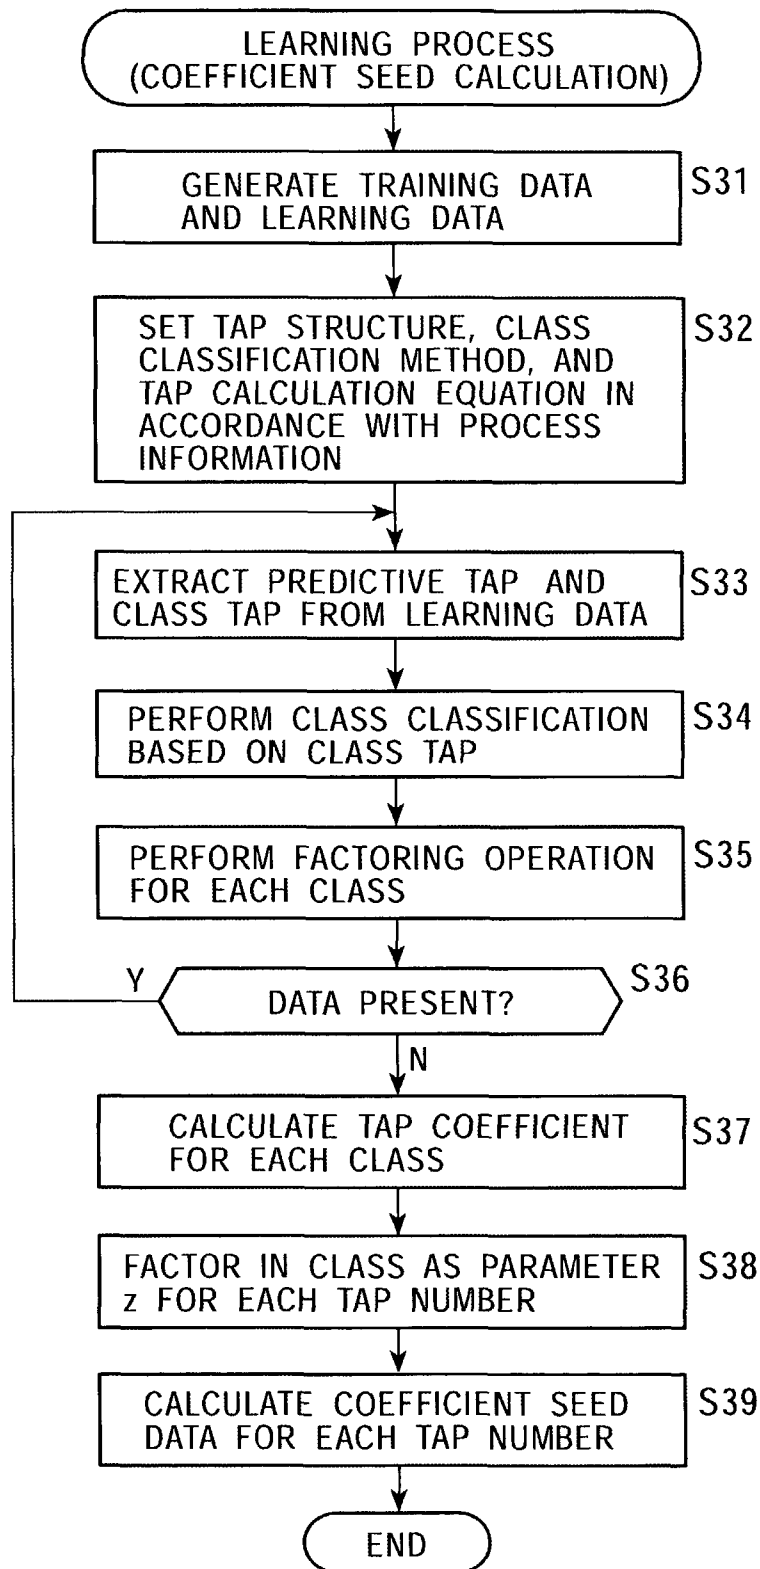 LEARNING PROCESS
(COEFFICIENT SEED CALCULATION)
GENERATE TRAINING DATA
AND LEARNING DATA
S31
SET TAP STRUCTURE, CLASS
CLASSIFICATION METHOD, AND
TAP CALCULATION EQUATION IN
ACCORDANCE WITH PROCESS
INFORMATION
S32
EXTRACT PREDICTIVE TAP AND
CLASS TAP FROM LEARNING DATA
S33
PERFORM CLASS CLASSIFICATION
BASED ON CLASS TAP
S34
PERFORM FACTORING OPERATION
FOR EACH CLASS
S35
Y
DATA PRESENT?
S36
N
CALCULATE TAP COEFFICIENT
FOR EACH CLASS
S37
FACTOR IN CLASS AS PARAMETER
z FOR EACH TAP NUMBER
S38
CALCULATE COEFFICIENT SEED
DATA FOR EACH TAP NUMBER
S39
END